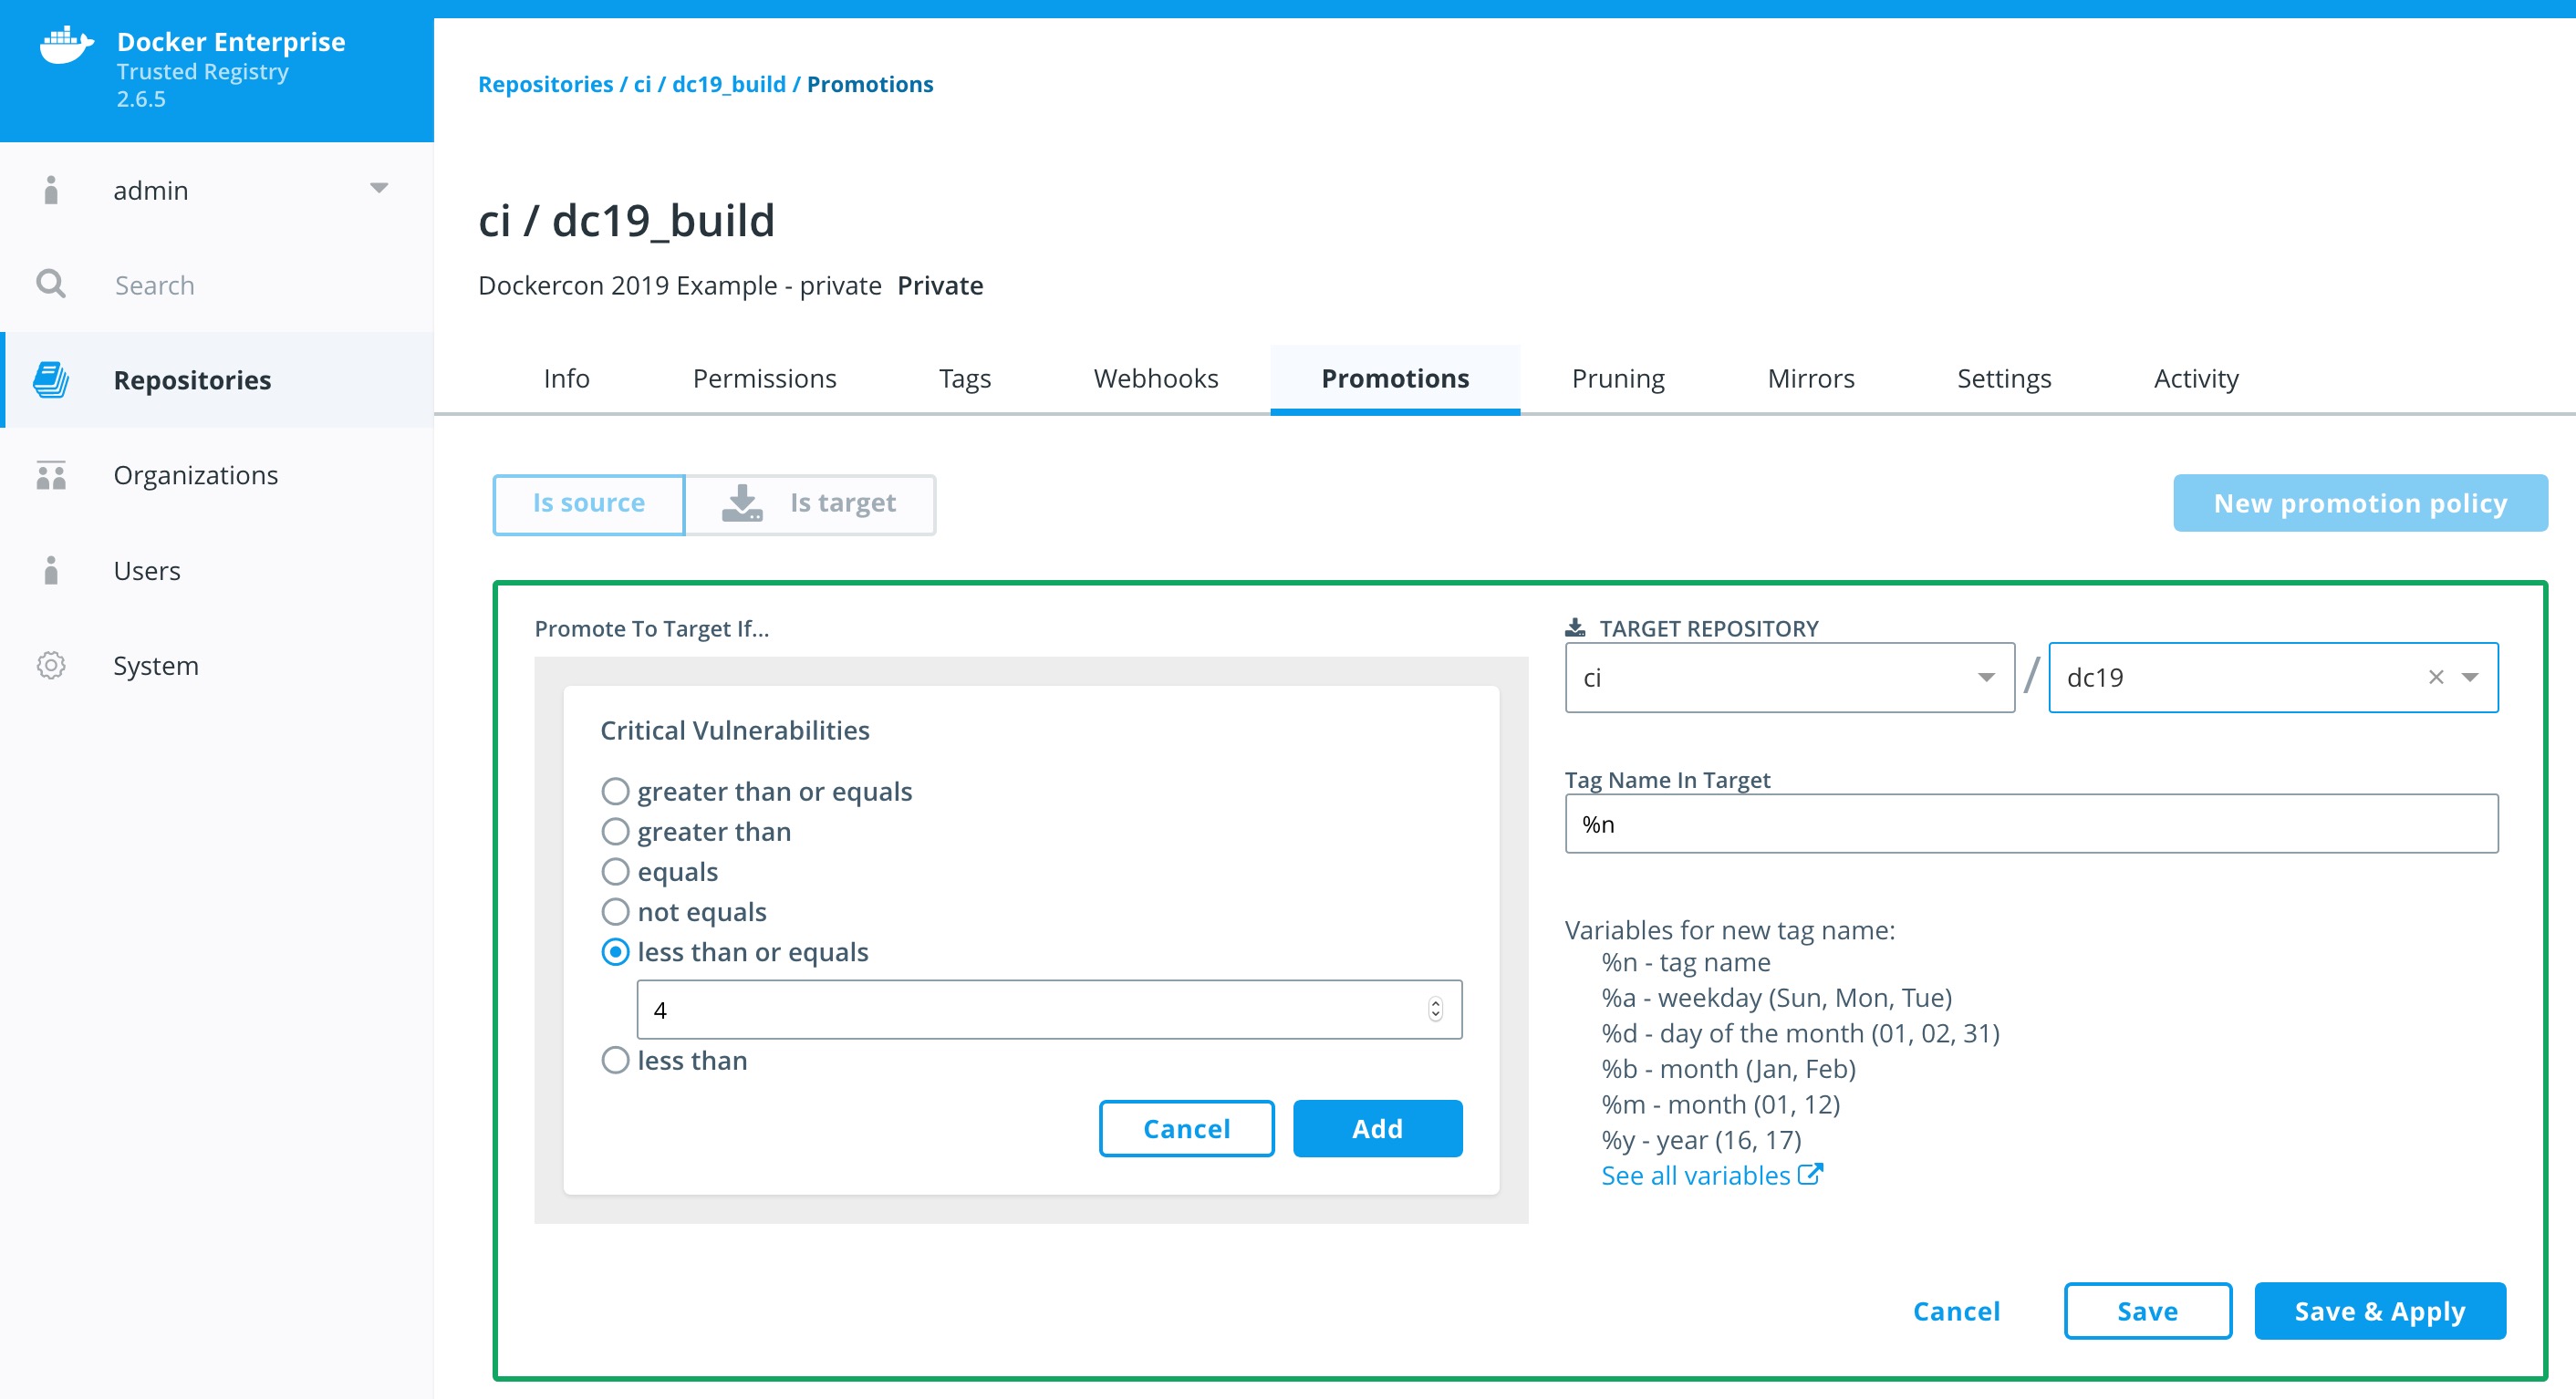 Docker Enterprise
Trusted Registry
2.6.5
admin
Search
Repositories
Organizations
Users
System
Repositories / ci / dc19_build / Promotions
ci / dc19_build
Dockercon 2019 Example - private Private
Info Permissions Tags Webhooks Promotions Pruning Mirrors Settings Activity
Is source Is target New promotion policy
Promote To Target If...
Critical Vulnerabilities
greater than or equals
greater than
equals
not equals
less than or equals
4
less than
Cancel Add
TARGET REPOSITORY
ci / dc19
Tag Name In Target
%n
Variables for new tag name:
%n - tag name
%a - weekday (Sun, Mon, Tue)
%d - day of the month (01, 02, 31)
%b - month (Jan, Feb)
%m - month (01, 12)
%y - year (16, 17)
See all variables
Cancel Save Save & Apply